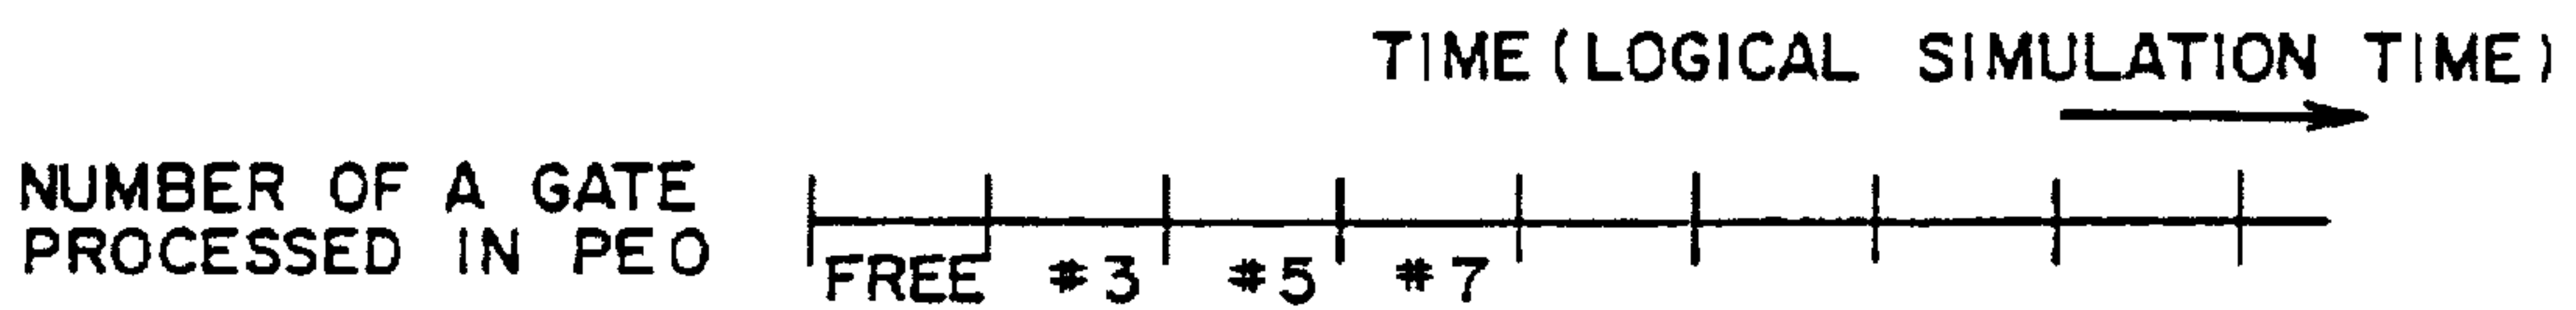 TIME (LOGICAL SIMULATION TIME)
NUMBER OF A GATE
PROCESSED IN PE0
FREE #3 #5 #7